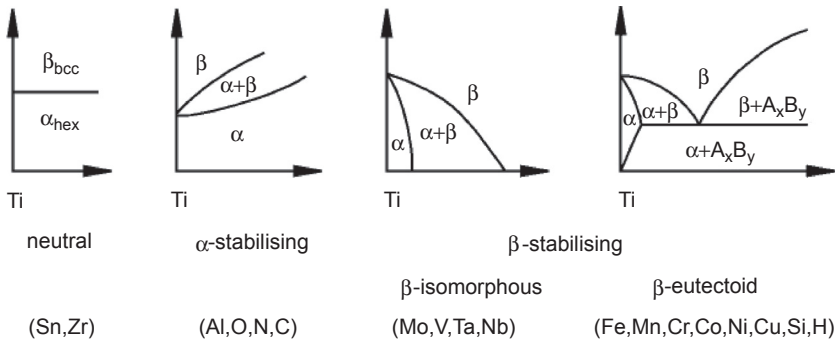 β_bcc
α_hex
Ti
β
α+β
α
Ti
β
α
α+β
Ti
β
α
α+β
β+A_xB_y
α+A_xB_y
Ti
neutral
α-stabilising
β-stabilising
β-isomorphous
β-eutectoid
(Sn,Zr)
(Al,O,N,C)
(Mo,V,Ta,Nb)
(Fe,Mn,Cr,Co,Ni,Cu,Si,H)